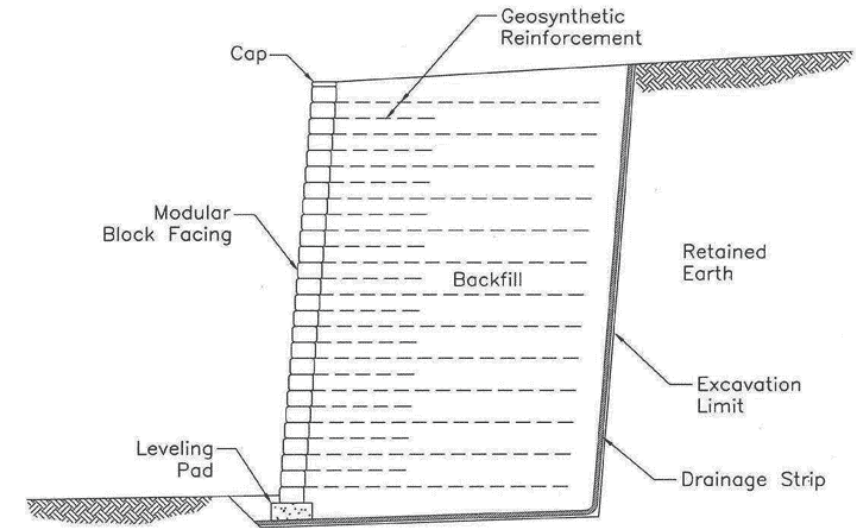 Geosynthetic
Reinforcement
Cap
Modular
Block Facing
Backfill
Retained
Earth
Excavation
Limit
Leveling
Pad
Drainage Strip